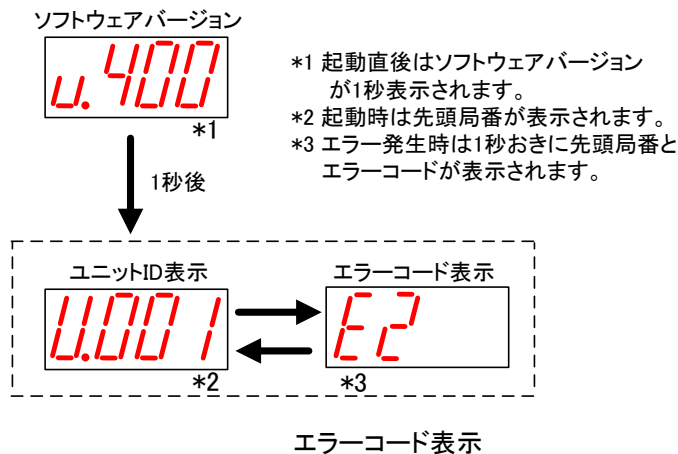 ソフトウェアバージョン
u.400
*1
*1 起動直後はソフトウェアバージョン
が1秒表示されます。
*2 起動時は先頭局番が表示されます。
*3 エラー発生時は1秒おきに先頭局番と
エラーコードが表示されます。
1秒後
ユニットID表示
U.001
*2
エラーコード表示
E2
*3
エラーコード表示